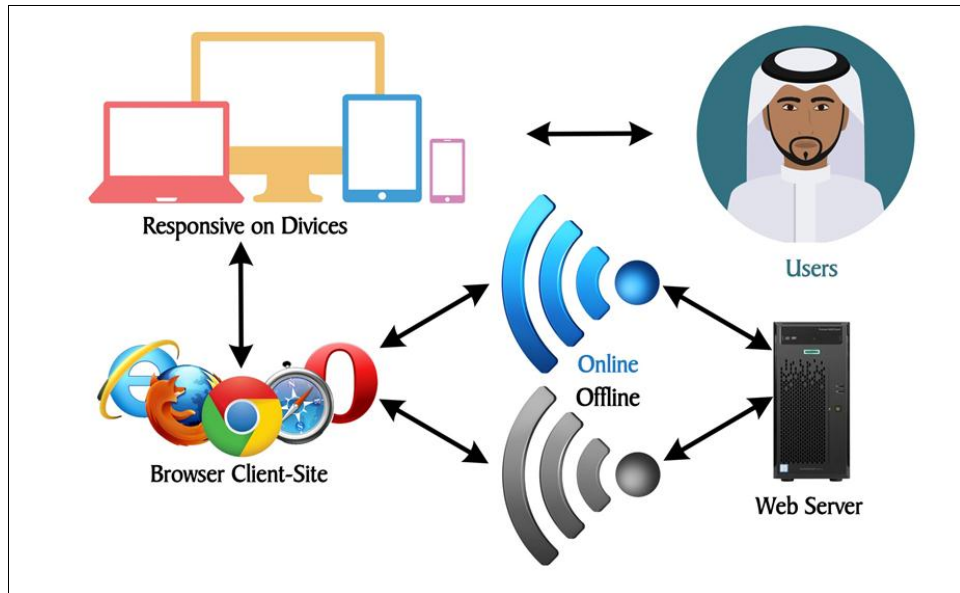 Responsive on Divices
Users
Online
Offline
Browser Client-Site
Web Server